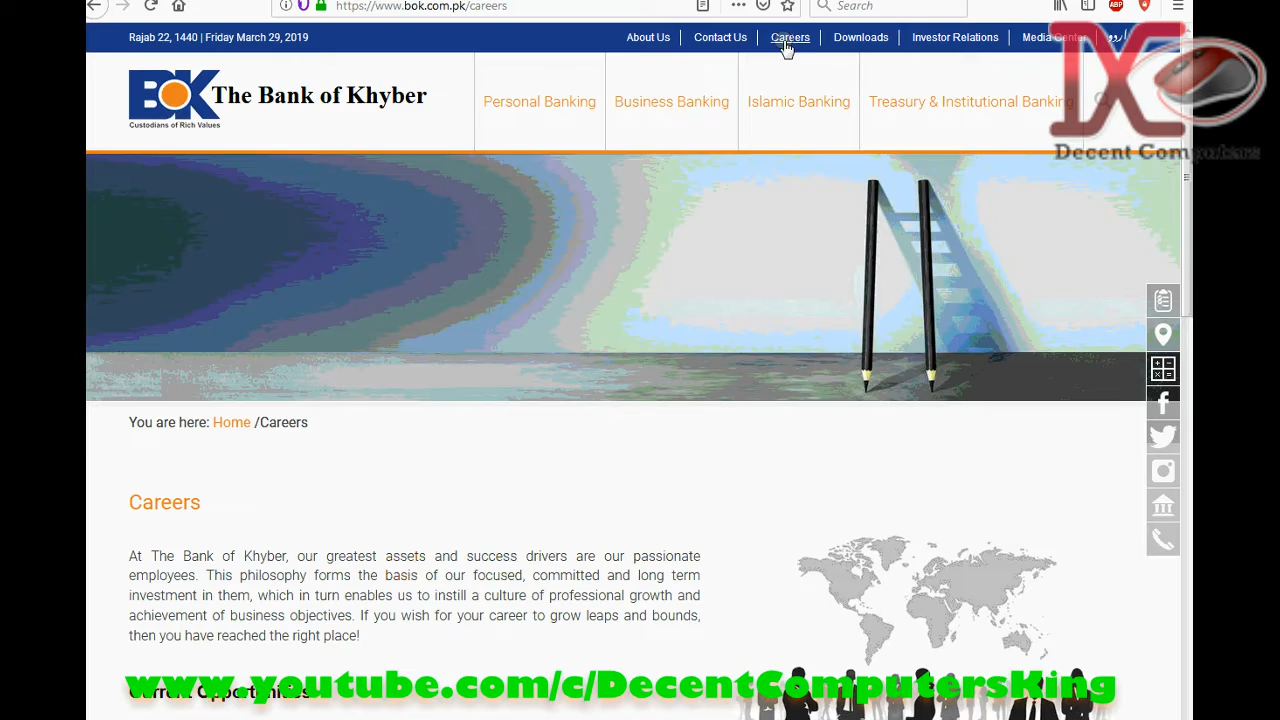 https://www.bok.com.pk/careers
Search
ABP
Rajab 22, 1440 | Friday March 29, 2019
About Us
Contact Us
Careers
Downloads
Investor Relations
Media Center
اردو
BOK
The Bank of Khyber
Custodians of Rich Values
Personal Banking
Business Banking
Islamic Banking
Treasury & Institutional Banking
Decent Computers
You are here: Home /Careers
Careers
At The Bank of Khyber, our greatest assets and success drivers are our passionate
employees. This philosophy forms the basis of our focused, committed and long term
investment in them, which in turn enables us to instill a culture of professional growth and
achievement of business objectives. If you wish for your career to grow leaps and bounds,
then you have reached the right place!
Current Opportunities
www.youtube.com/c/DecentComputersKing